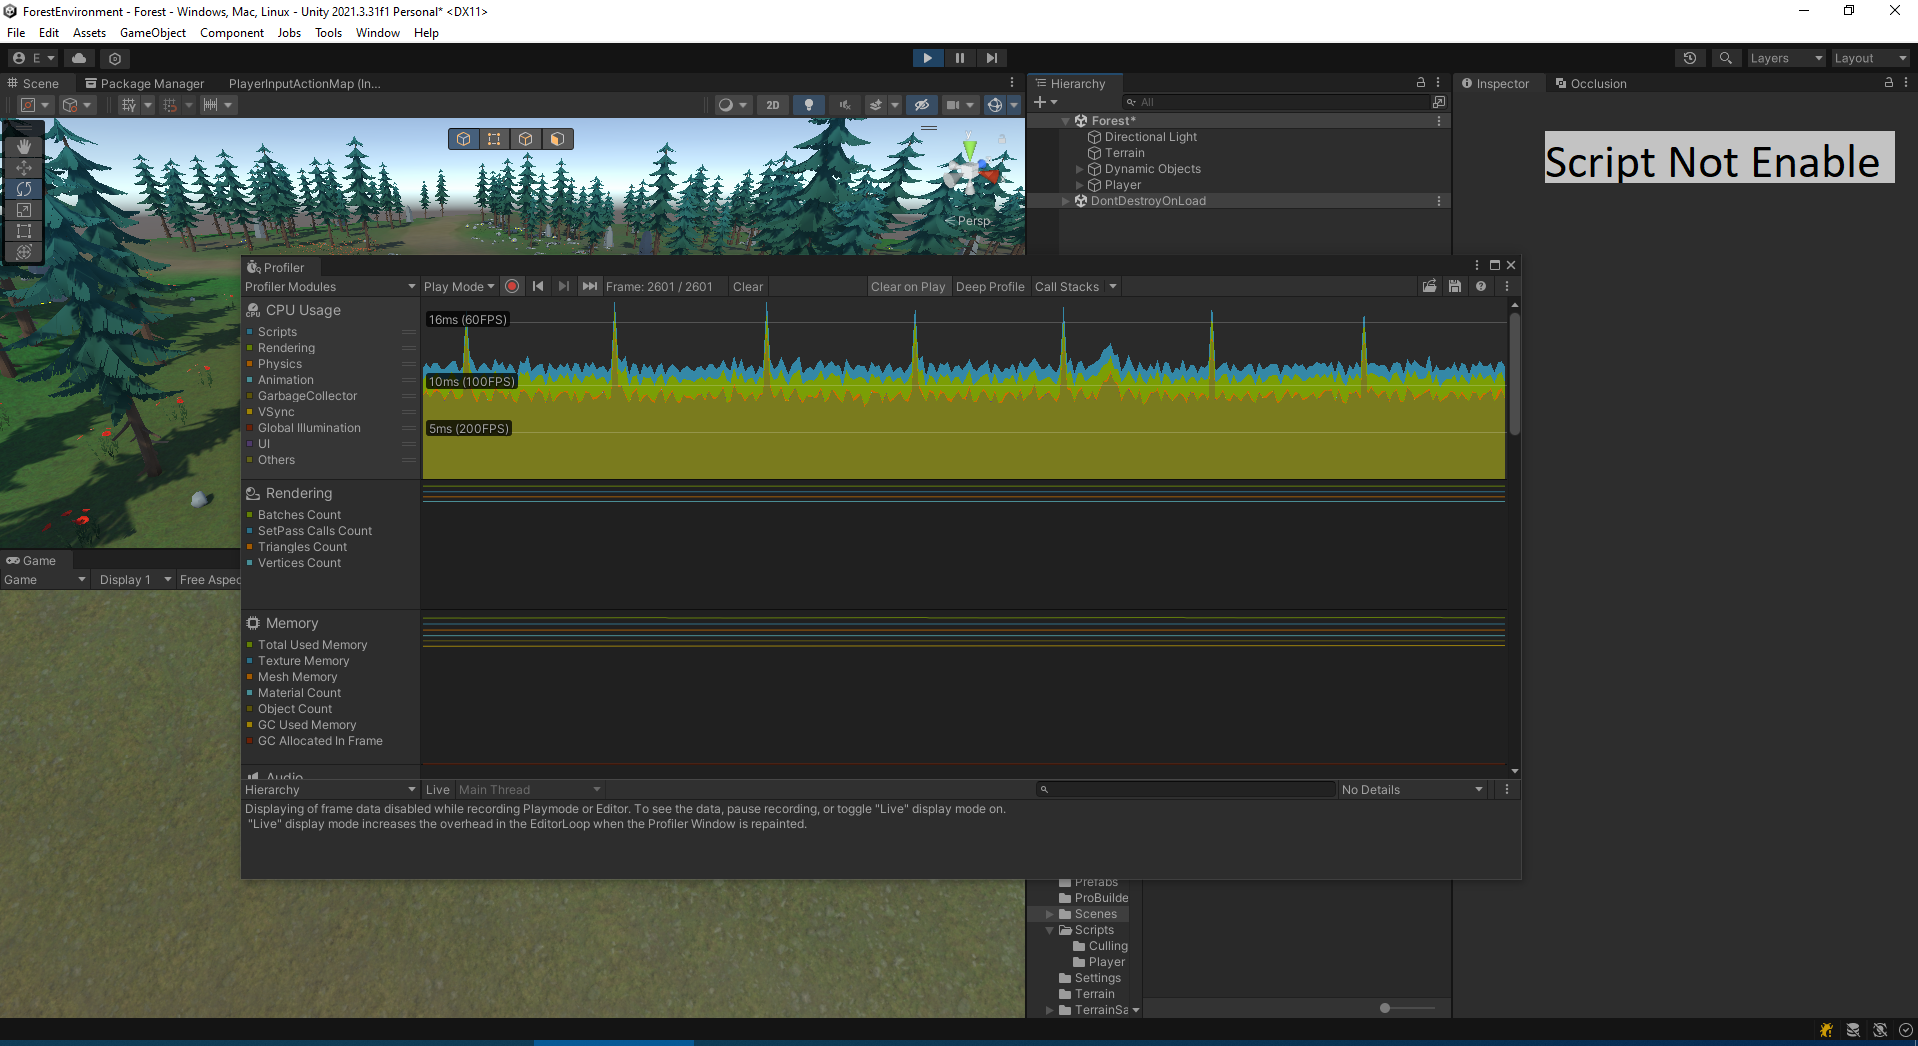 ForestEnvironment - Forest - Windows, Mac, Linux - Unity 2021.3.31f1 Personal* <DX11>
File Edit Assets GameObject Component Jobs Tools Window Help
E
Layers
Layout
Scene
Package Manager
PlayerInputActionMap (In...
Hierarchy
Inspector
Occlusion
2D
All
Forest*
Directional Light
Terrain
Dynamic Objects
Player
DontDestroyOnLoad
Script Not Enable
y
Persp
Profiler
Profiler Modules
Play Mode
Frame: 2601 / 2601
Clear
Clear on Play
Deep Profile
Call Stacks
CPU Usage
Scripts
Rendering
Physics
Animation
GarbageCollector
VSync
Global Illumination
UI
Others
16ms (60FPS)
10ms (100FPS)
5ms (200FPS)
Rendering
Batches Count
SetPass Calls Count
Triangles Count
Vertices Count
Game
Game
Display 1
Free Aspec
Memory
Total Used Memory
Texture Memory
Mesh Memory
Material Count
Object Count
GC Used Memory
GC Allocated In Frame
Audio
Hierarchy
Live
Main Thread
No Details
Displaying of frame data disabled while recording Playmode or Editor. To see the data, pause recording, or toggle "Live" display mode on.
"Live" display mode increases the overhead in the EditorLoop when the Profiler Window is repainted.
Prefabs
ProBuilde
Scenes
Scripts
Culling
Player
Settings
Terrain
TerrainSa